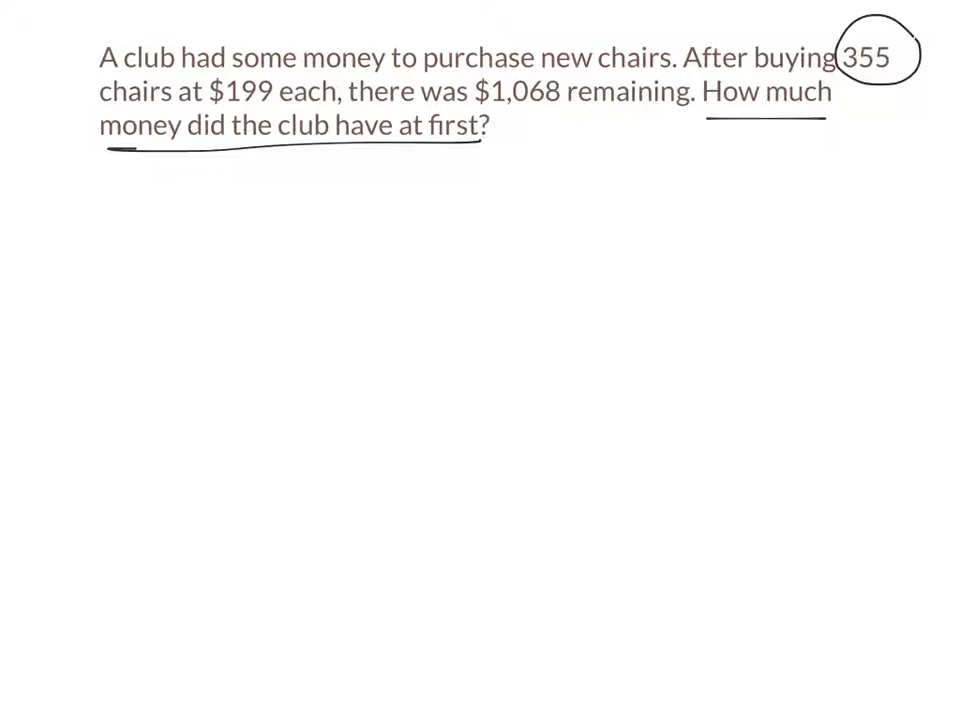 A club had some money to purchase new chairs. After buying 355
chairs at $199 each, there was $1,068 remaining. How much
money did the club have at first?